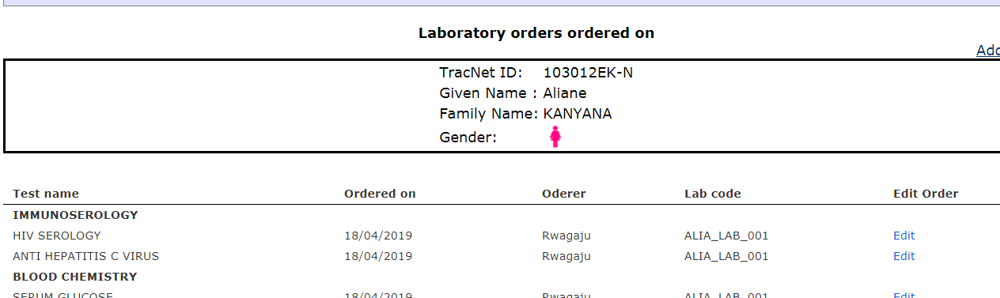 Laboratory orders ordered on
Add
TracNet ID: 103012EK-N
Given Name : Aliane
Family Name: KANYANA
Gender:
Test name Ordered on Oderer Lab code Edit Order
IMMUNOSEROLOGY
HIV SEROLOGY 18/04/2019 Rwagaju ALIA_LAB_001 Edit
ANTI HEPATITIS C VIRUS 18/04/2019 Rwagaju ALIA_LAB_001 Edit
BLOOD CHEMISTRY
SERUM GLUCOSE 18/04/2019 Rwagaju ALIA_LAB_001 Edit